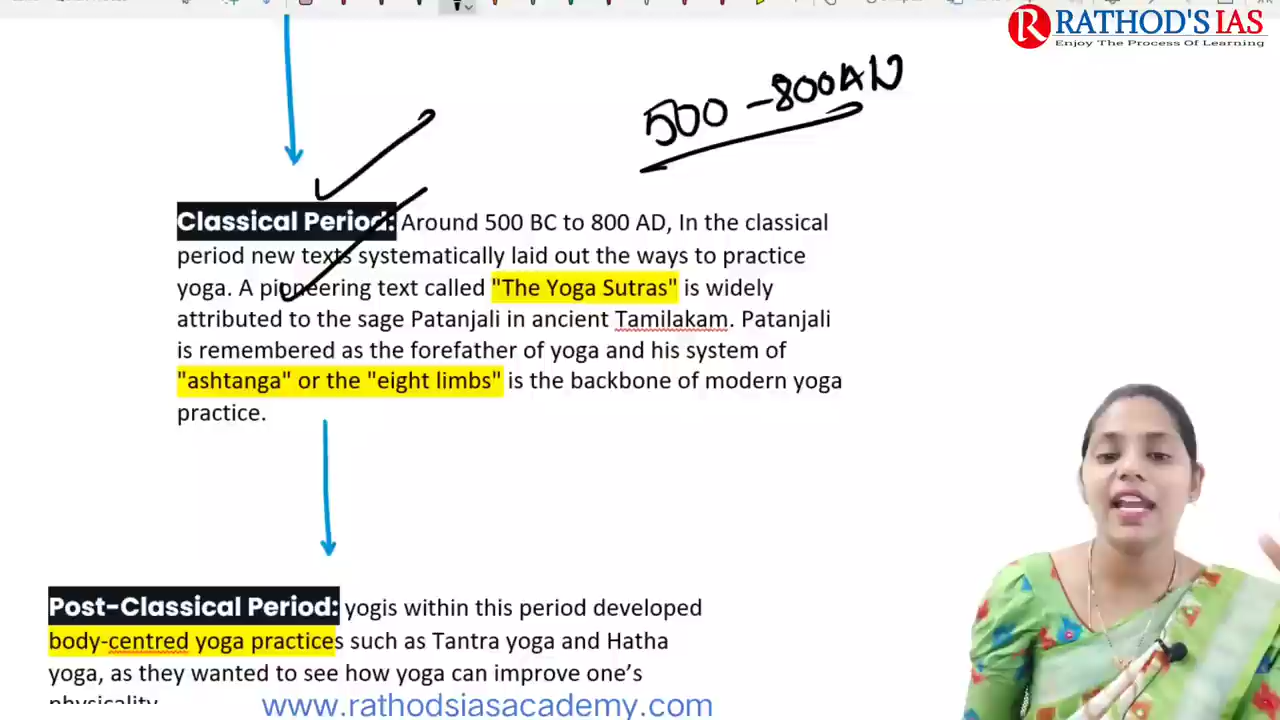 RATHOD'S IAS
Enjoy The Process Of Learning
500 - 800 AD
Classical Period: Around 500 BC to 800 AD, In the classical
period new texts systematically laid out the ways to practice
yoga. A pioneering text called "The Yoga Sutras" is widely
attributed to the sage Patanjali in ancient Tamilakam. Patanjali
is remembered as the forefather of yoga and his system of
"ashtanga" or the "eight limbs" is the backbone of modern yoga
practice.
Post-Classical Period: yogis within this period developed
body-centred yoga practices such as Tantra yoga and Hatha
yoga, as they wanted to see how yoga can improve one’s
physicality
www.rathodsiasacademy.com